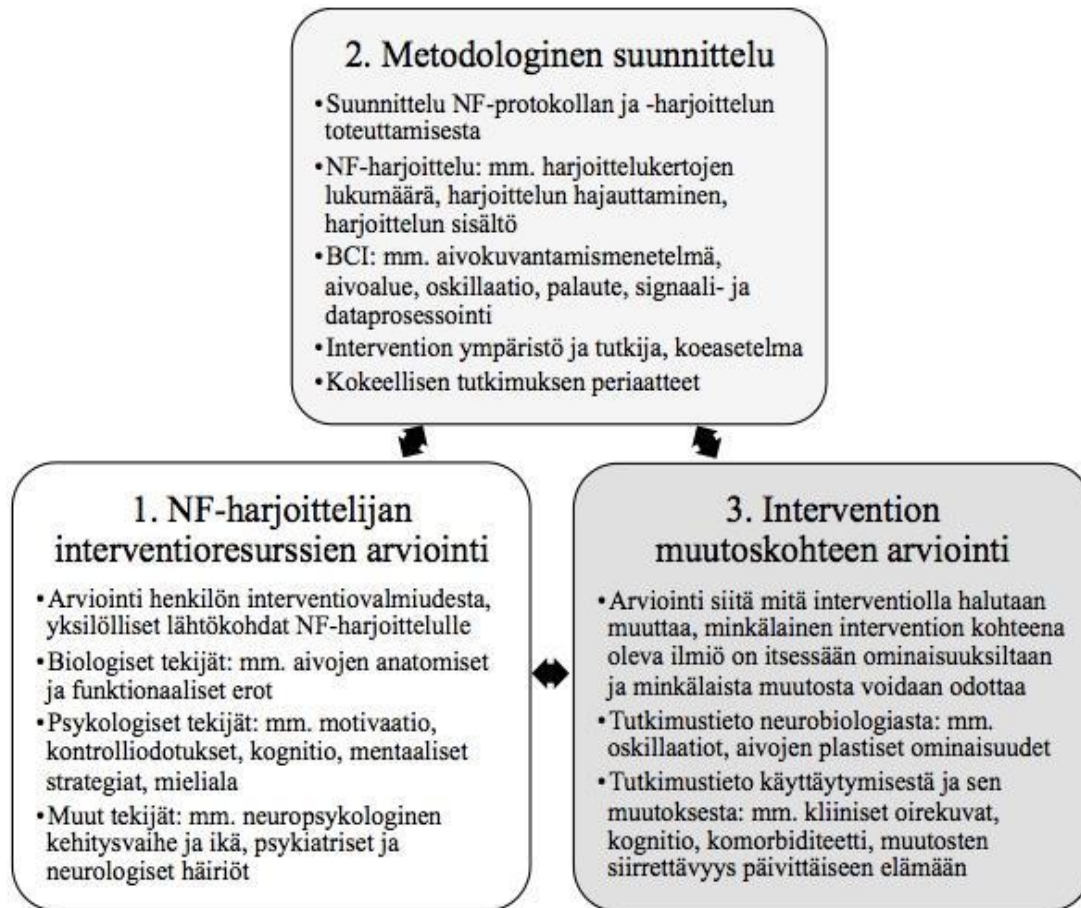 2. Metodologinen suunnittelu
•Suunnittelu NF-protokollan ja -harjoittelun
toteuttamisesta
•NF-harjoittelu: mm. harjoittelukertojen
lukumäärä, harjoittelun hajauttaminen,
harjoittelun sisältö
•BCI: mm. aivokuvantamismenetelmä,
aivoalue, oskillaatio, palaute, signaali- ja
dataprosessointi
•Intervention ympäristö ja tutkija, koeasetelma
•Kokeellisen tutkimuksen periaatteet
1. NF-harjoittelijan
interventioresurssien arviointi
•Arviointi henkilön interventiovalmiudesta,
yksilölliset lähtökohdat NF-harjoittelulle
•Biologiset tekijät: mm. aivojen anatomiset
ja funktionaaliset erot
•Psykologiset tekijät: mm. motivaatio,
kontrolliodotukset, kognitio, mentaaliset
strategiat, mieliala
•Muut tekijät: mm. neuropsykologinen
kehitysvaihe ja ikä, psykiatriset ja
neurologiset häiriöt
3. Intervention
muutoskohteen arviointi
•Arviointi siitä mitä interventiolla halutaan
muuttaa, minkälainen intervention kohteena
oleva ilmiö on itsessään ominaisuuksiltaan
ja minkälaista muutosta voidaan odottaa
•Tutkimustieto neurobiologiasta: mm.
oskillaatiot, aivojen plastiset ominaisuudet
•Tutkimustieto käyttäytymisestä ja sen
muutoksesta: mm. kliiniset oirekuvat,
kognitio, komorbiditeetti, muutosten
siirrettävyys päivittäiseen elämään